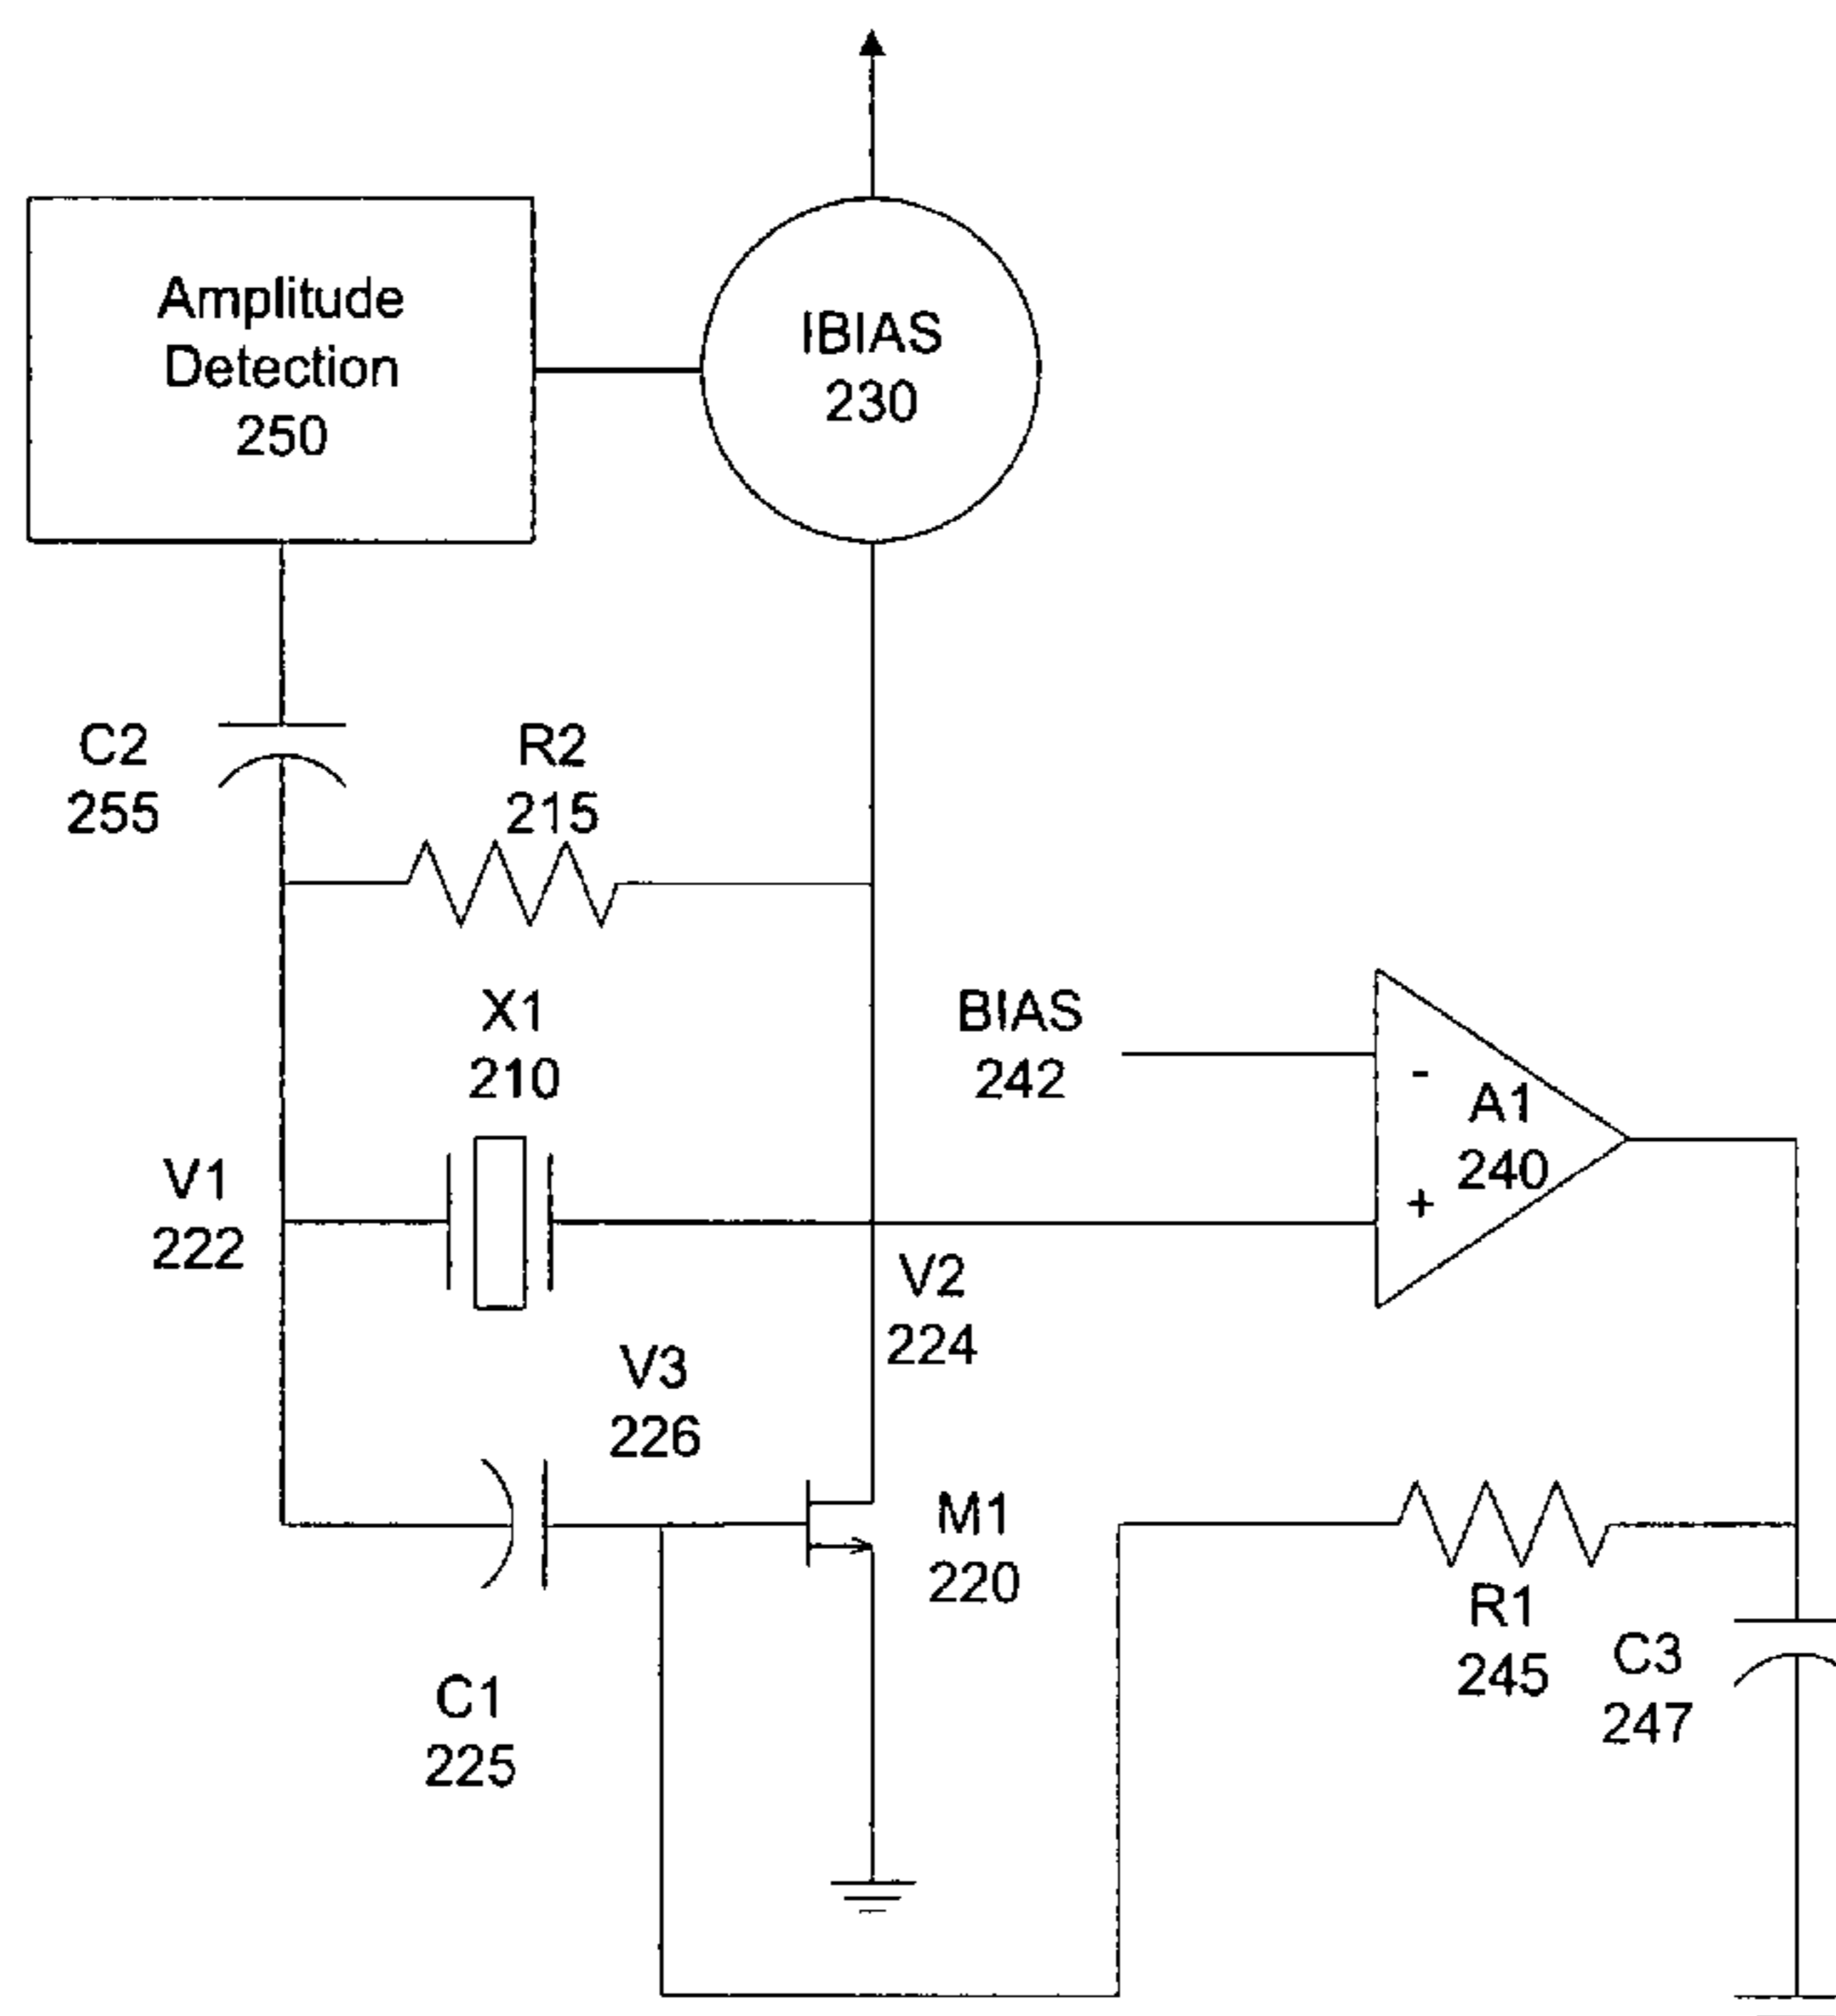 Amplitude
Detection
250
IBIAS
230
C2
255
R2
215
X1
210
BIAS
242
-
A1
240
+
V1
222
V2
224
V3
226
M1
220
R1
245
C3
247
C1
225